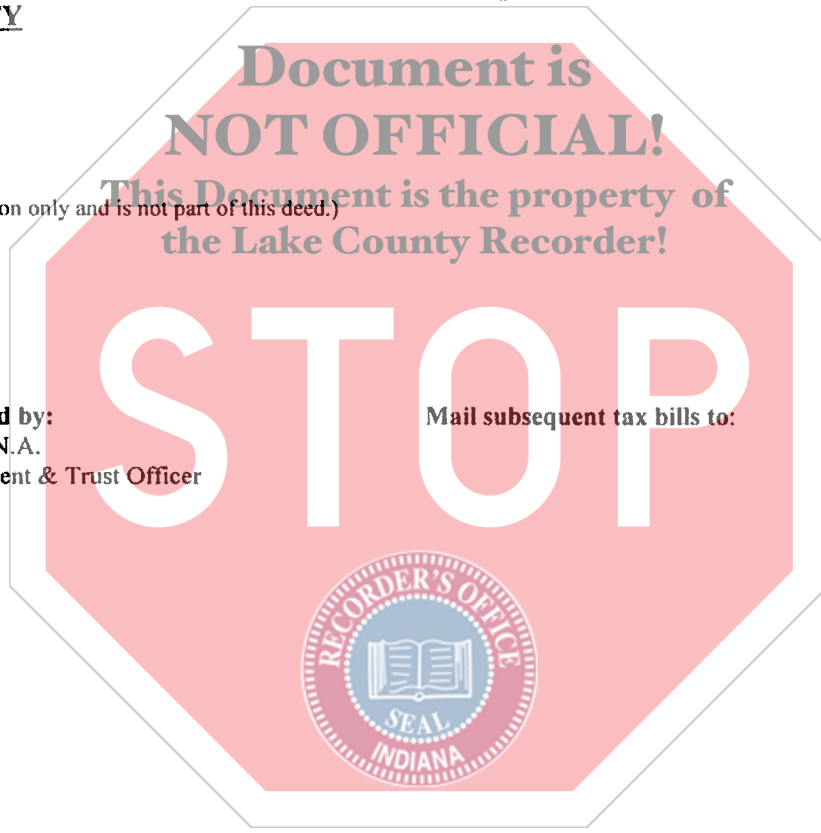 TY
Document is
NOT OFFICIAL!
This Document is the property of
on only and is not part of this deed.)
the Lake County Recorder!
STOP
d by:
Mail subsequent tax bills to:
N.A.
ent & Trust Officer
RECORDER'S OFFICE
SEAL
INDIANA